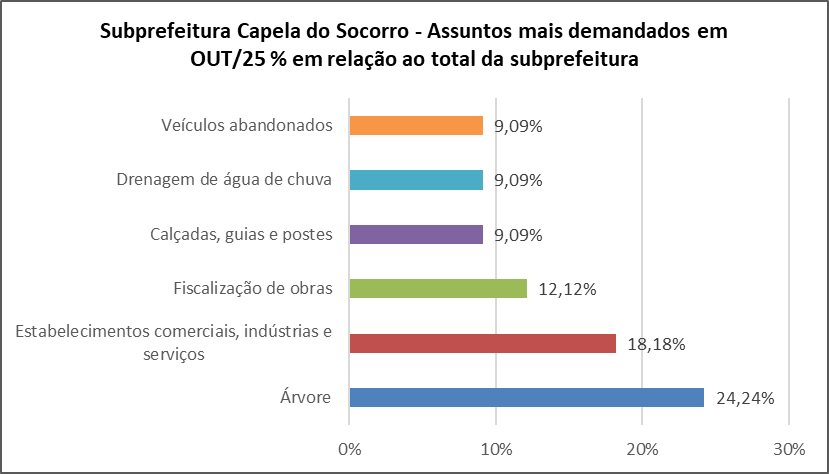 Subprefeitura Capela do Socorro - Assuntos mais demandados em
OUT/25 % em relação ao total da subprefeitura
Veículos abandonados
9,09%
Drenagem de água de chuva
9,09%
Calçadas, guias e postes
9,09%
Fiscalização de obras
12,12%
Estabelecimentos comerciais, indústrias e
serviços
18,18%
Árvore
24,24%
0%
10%
20%
30%